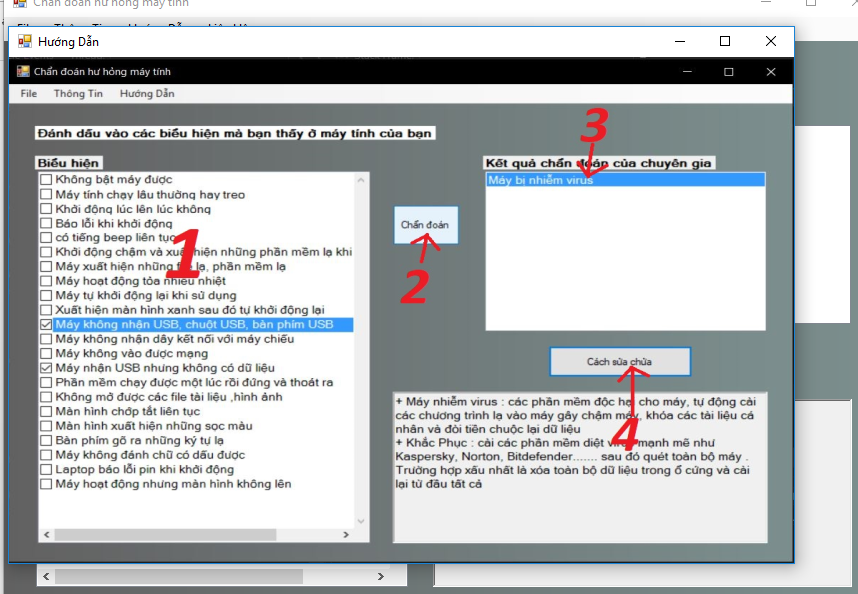 Chẩn đoán hư hỏng máy tính
Hướng Dẫn
Chẩn đoán hư hỏng máy tính
File Thông Tin Hướng Dẫn
Đánh dấu vào các biểu hiện mà bạn thấy ở máy tính của bạn
3
Biểu hiện
Kết quả chẩn đoán của chuyên gia
Không bật máy được
Máy bị nhiễm virus
Máy tính chạy lâu thường hay treo
Khởi động lúc lên lúc không
Báo lỗi khi khởi động
Chẩn đoán
có tiếng beep liên tục
1
Khởi động chậm và xuất hiện những phần mềm lạ khi
Máy xuất hiện những file lạ, phần mềm lạ
2
Máy hoạt động tỏa nhiều nhiệt
Máy tự khởi động lại khi sử dụng
Xuất hiện màn hình xanh sau đó tự khởi động lại
Máy không nhận USB, chuột USB, bàn phím USB
Máy không nhận dây kết nối với máy chiếu
Máy không vào được mạng
Máy nhận USB nhưng không có dữ liệu
Cách sửa chửa
Phần mềm chạy được một lúc rồi đứng và thoát ra
Không mở được các file tài liệu ,hình ảnh
Màn hình chớp tắt liên tục
Màn hình xuất hiện những sọc màu
Bàn phím gõ ra những ký tự lạ
Máy không đánh chữ có dấu được
Laptop báo lỗi pin khi khởi động
Máy hoạt động nhưng màn hình không lên
+ Máy nhiễm virus : các phần mềm độc hại cho máy, tự động cài
các chương trình lạ vào máy gây chậm máy, khóa các tài liệu cá
nhân và đòi tiền chuộc lại dữ liệu
4
+ Khắc Phục : cài các phần mềm diệt virus mạnh mẽ như
Kaspersky, Norton, Bitdefender....... sau đó quét toàn bộ máy .
Trường hợp xấu nhất là xóa toàn bộ dữ liệu trong ổ cứng và cài
lại từ đầu tất cả